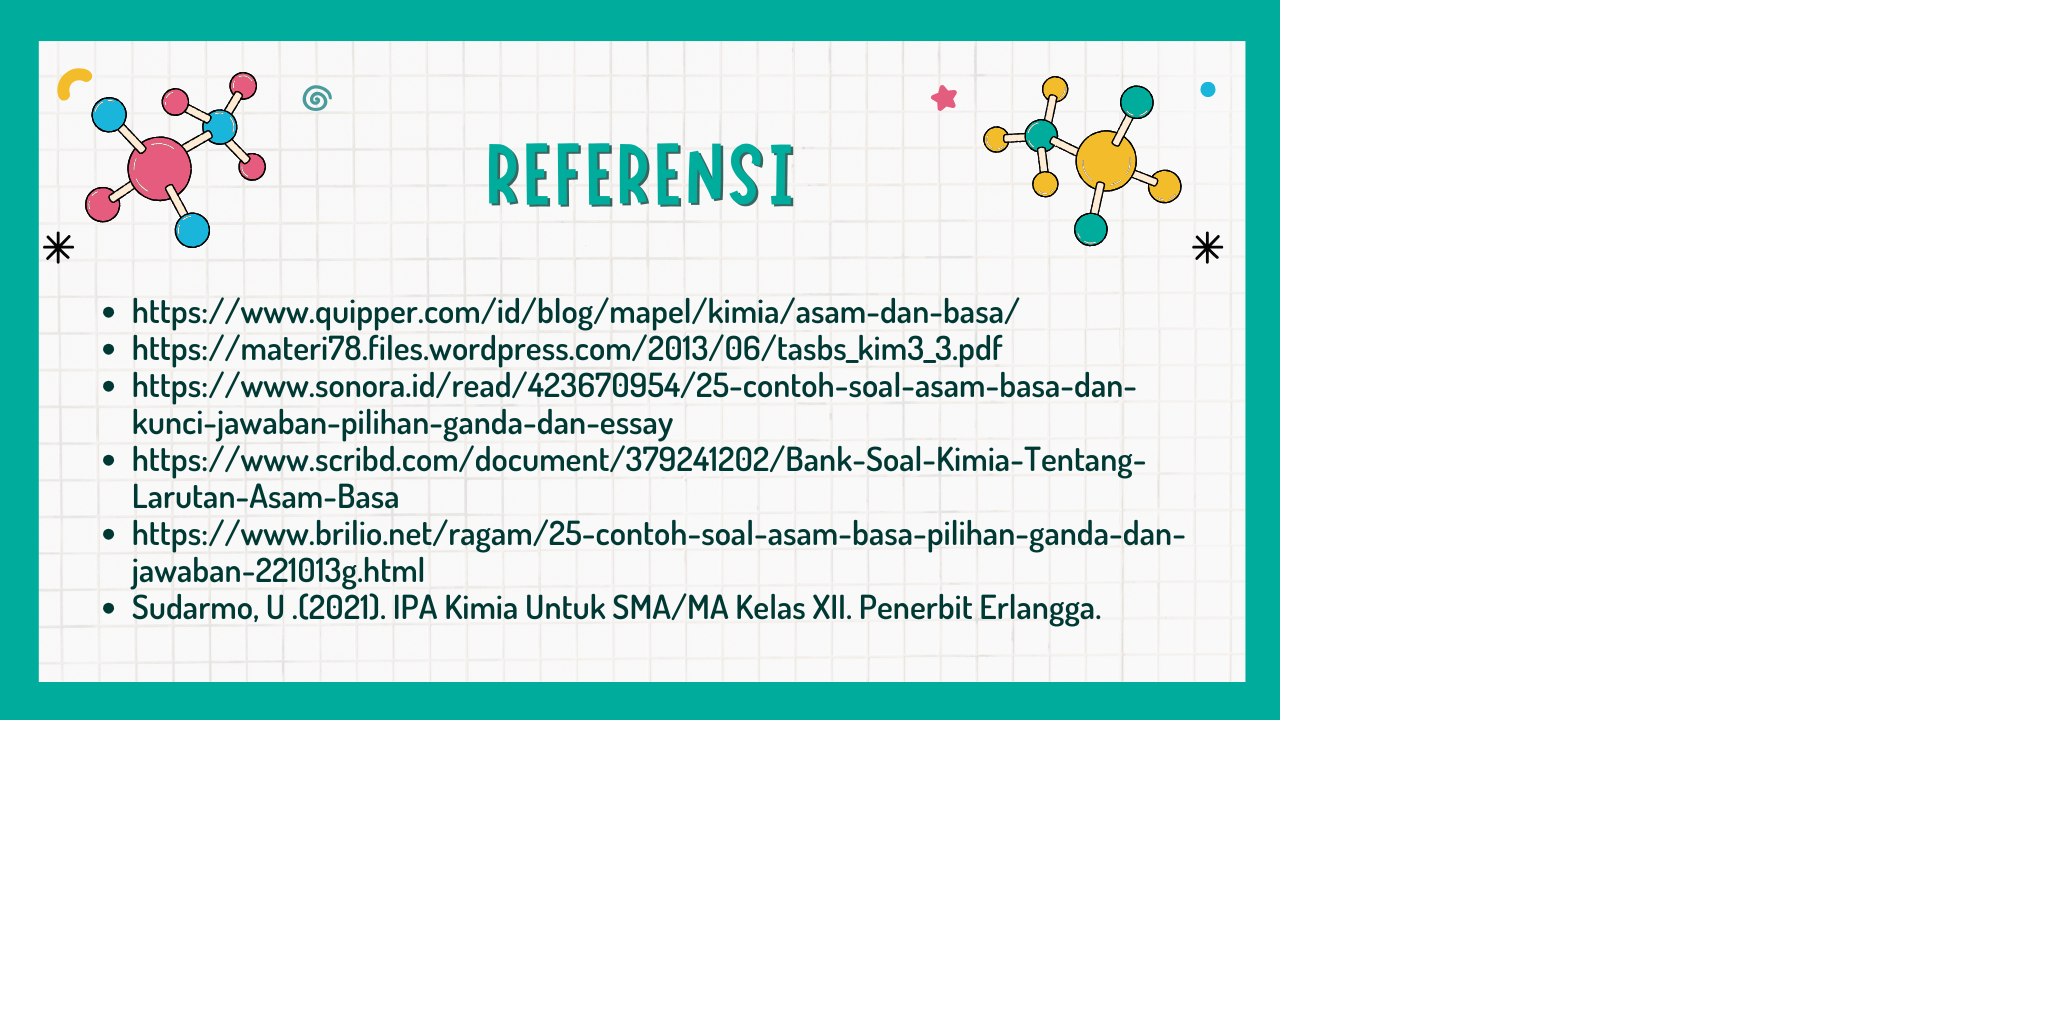 REFERENSI
• https://www.quipper.com/id/blog/mapel/kimia/asam-dan-basa/
• https://materi78.files.wordpress.com/2013/06/tasbs_kim3_3.pdf
• https://www.sonora.id/read/423670954/25-contoh-soal-asam-basa-dan-
kunci-jawaban-pilihan-ganda-dan-essay
• https://www.scribd.com/document/379241202/Bank-Soal-Kimia-Tentang-
Larutan-Asam-Basa
• https://www.brilio.net/ragam/25-contoh-soal-asam-basa-pilihan-ganda-dan-
jawaban-221013g.html
• Sudarmo, U .(2021). IPA Kimia Untuk SMA/MA Kelas XII. Penerbit Erlangga.